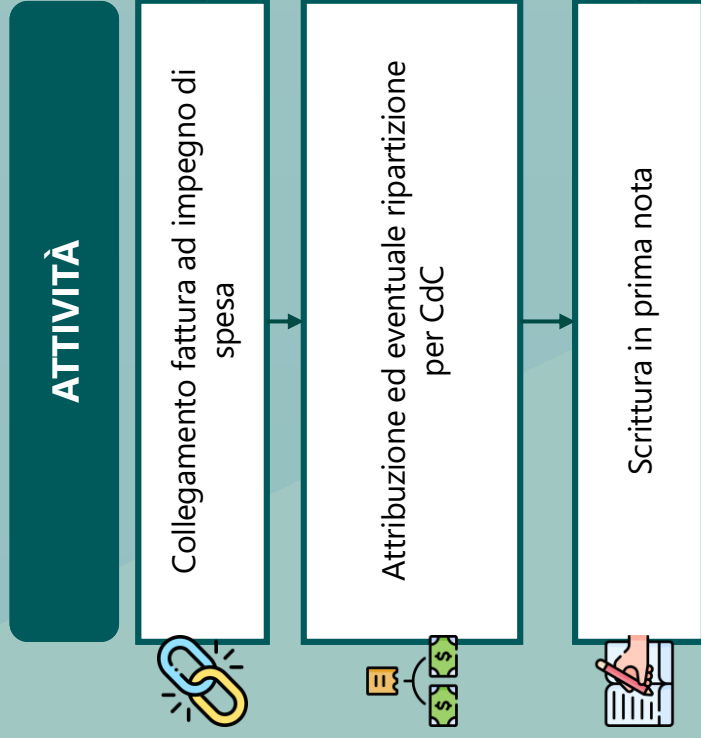 ATTIVITÀ
Collegamento fattura ad impegno di
spesa
Attribuzione ed eventuale ripartizione
per CdC
Scrittura in prima nota